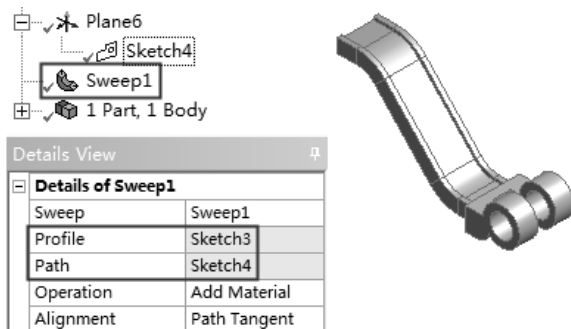 Plane6
Sketch4
Sweep1
1 Part, 1 Body
Details View
Details of Sweep1
Sweep Sweep1
Profile Sketch3
Path Sketch4
Operation Add Material
Alignment Path Tangent